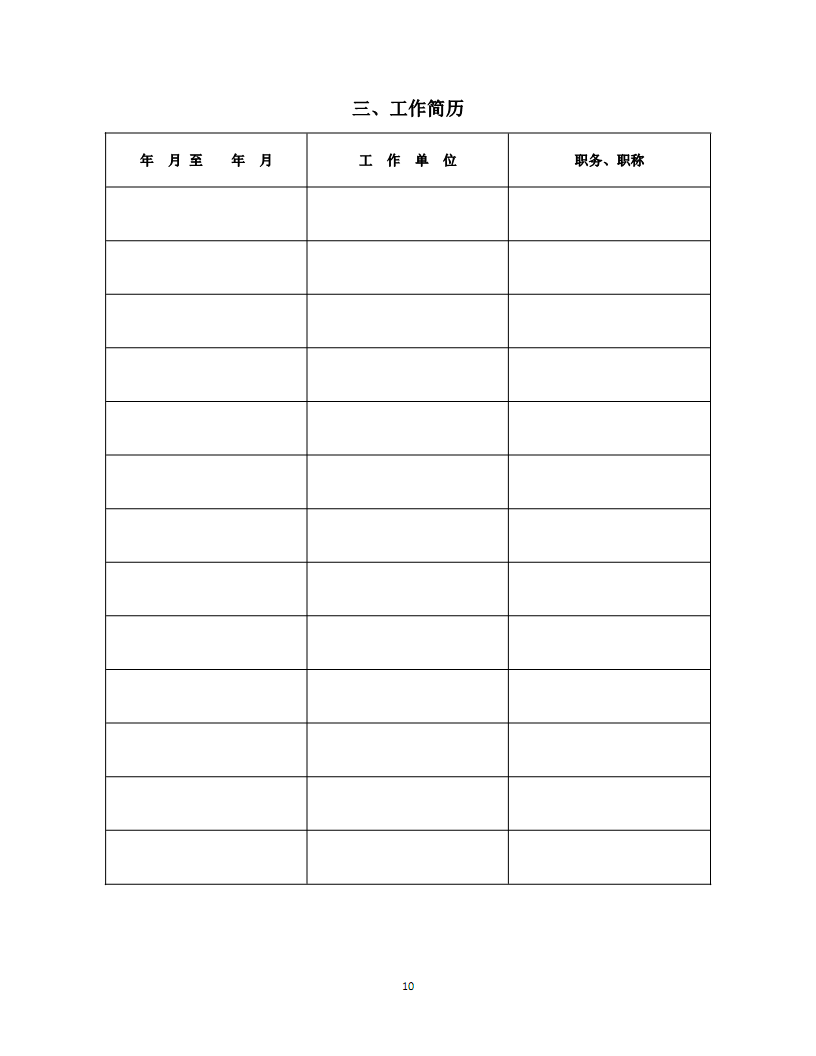 三、工作简历
年 月 至 年 月 工 作 单 位 职务、职称
10